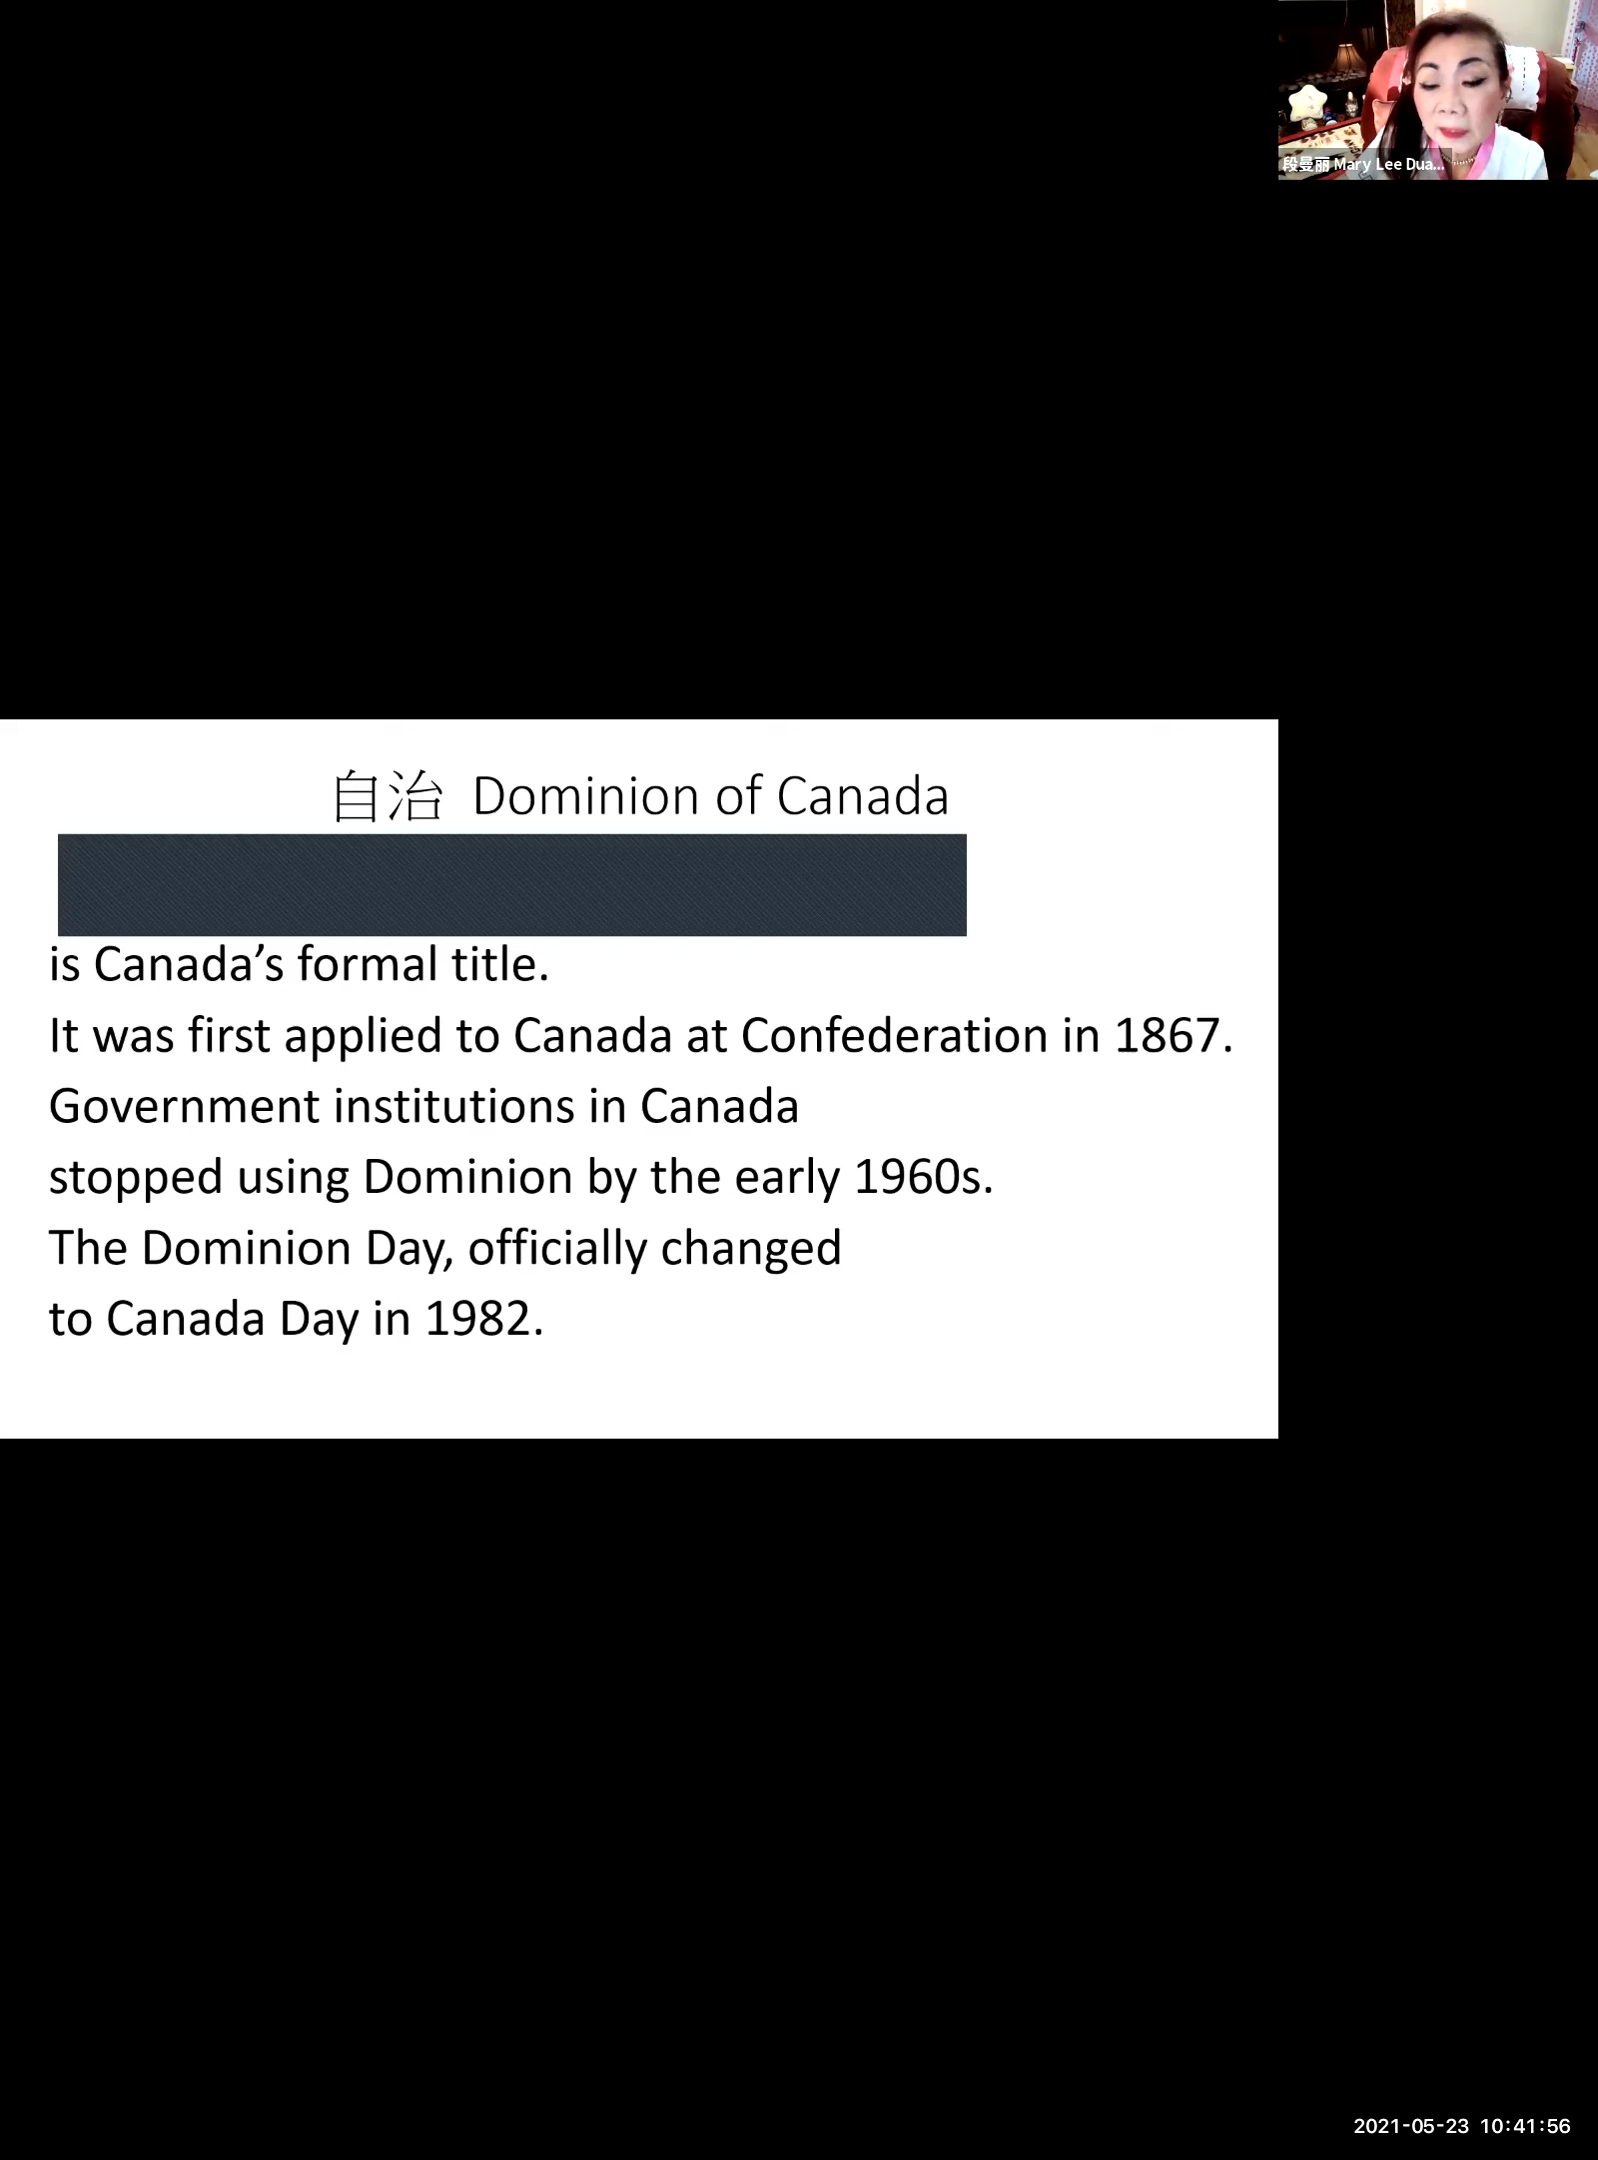 段曼丽 Mary Lee Dua...
自治 Dominion of Canada
is Canada’s formal title.
It was first applied to Canada at Confederation in 1867.
Government institutions in Canada
stopped using Dominion by the early 1960s.
The Dominion Day, officially changed
to Canada Day in 1982.
2021-05-23 10:41:56